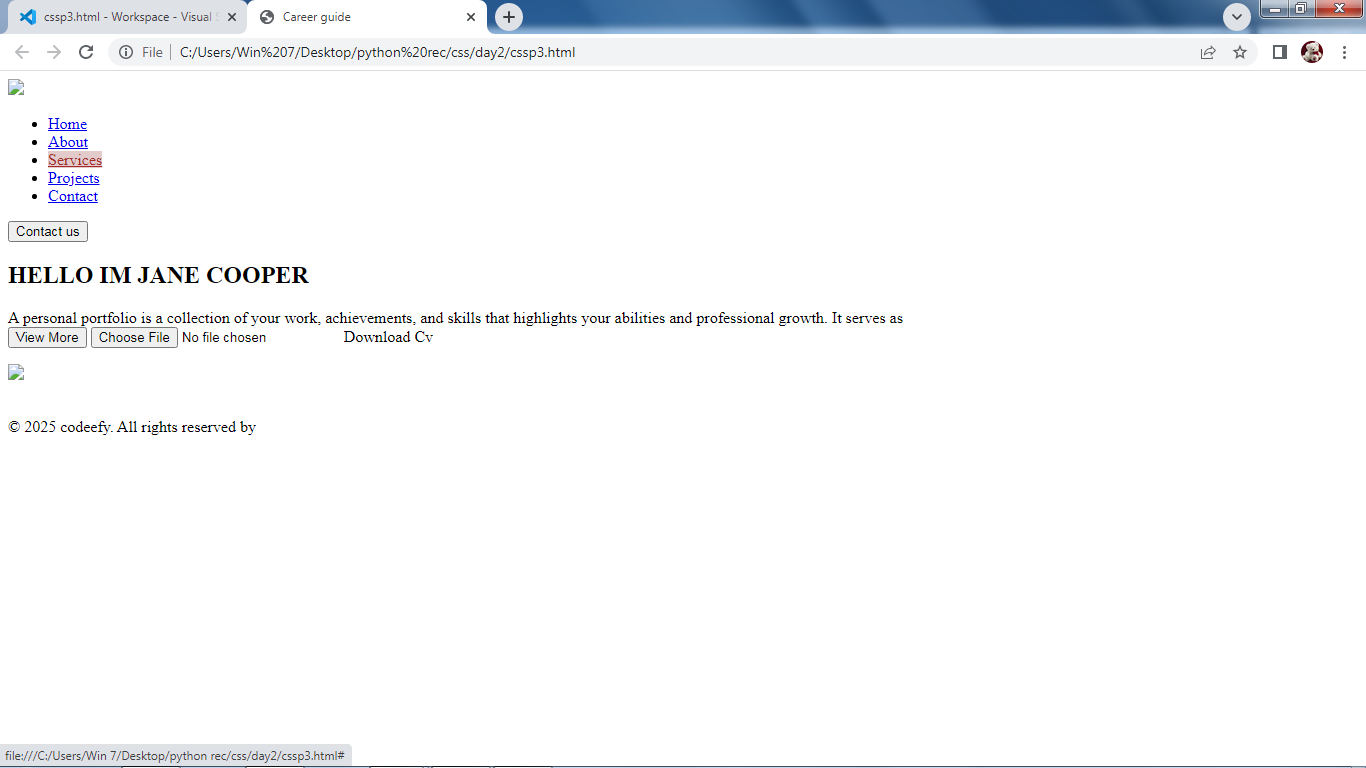 cssp3.html - Workspace - Visual S
Career guide
File
C:/Users/Win%207/Desktop/python%20rec/css/day2/cssp3.html
Home
About
Services
Projects
Contact
Contact us
HELLO IM JANE COOPER
A personal portfolio is a collection of your work, achievements, and skills that highlights your abilities and professional growth. It serves as
View More Choose File No file chosen Download Cv
© 2025 codeefy. All rights reserved by
file:///C:/Users/Win 7/Desktop/python rec/css/day2/cssp3.html#